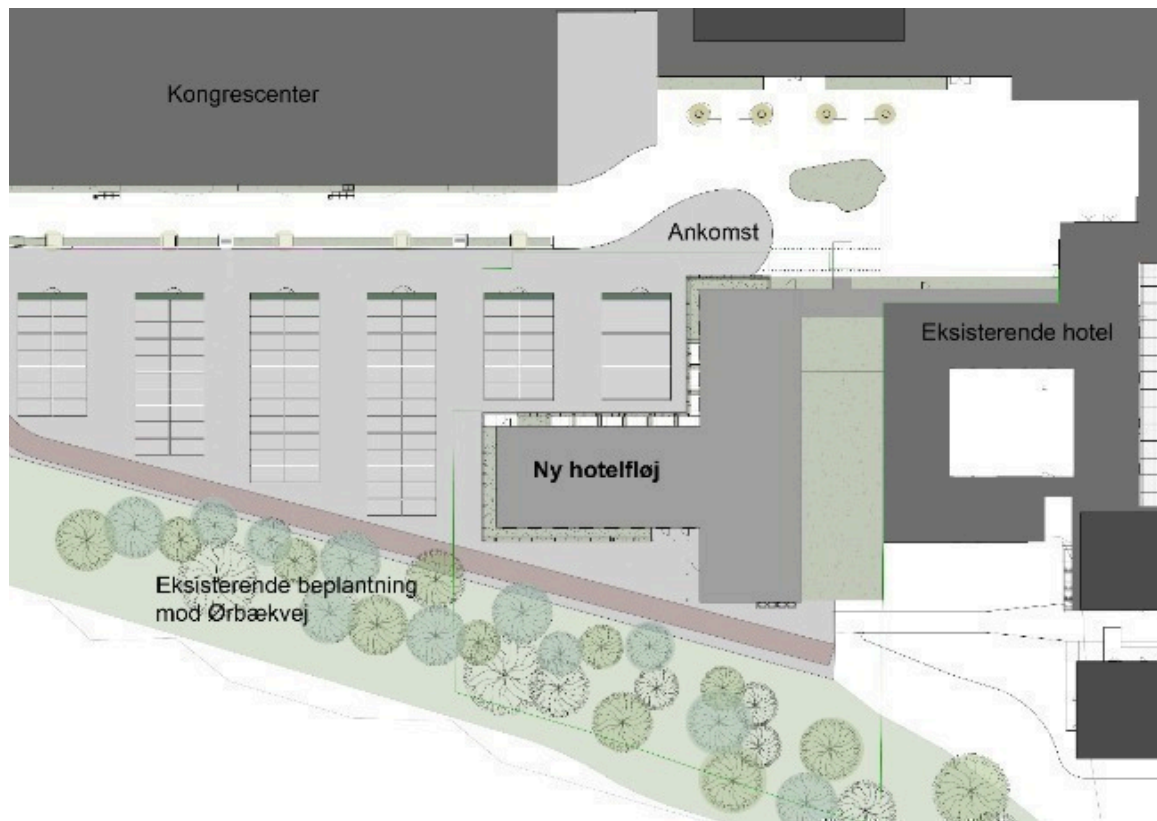 Kongrescenter
Ankomst
Eksisterende hotel
Ny hotelfløj
Eksisterende beplantning
mod Ørbækvej